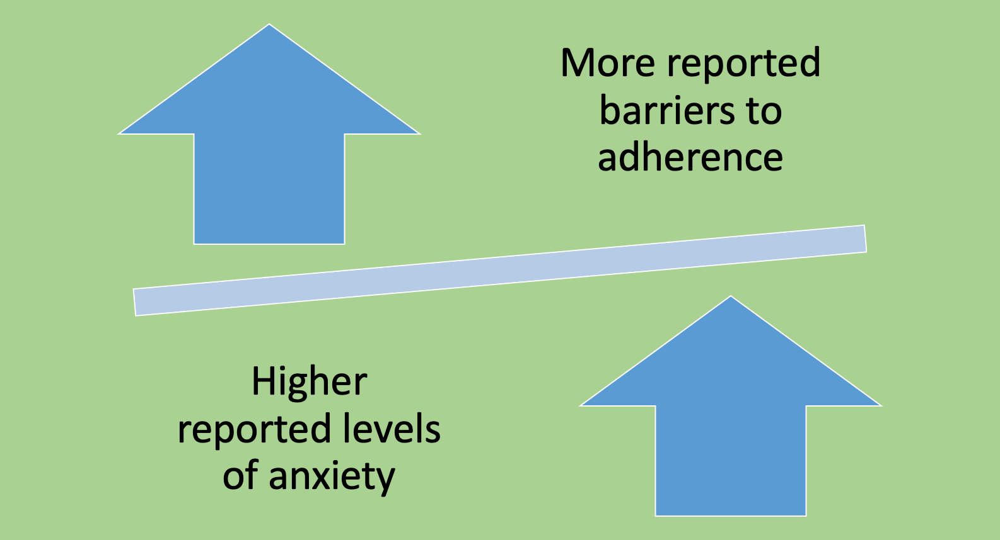 More reported
barriers to
adherence
Higher
reported levels
of anxiety